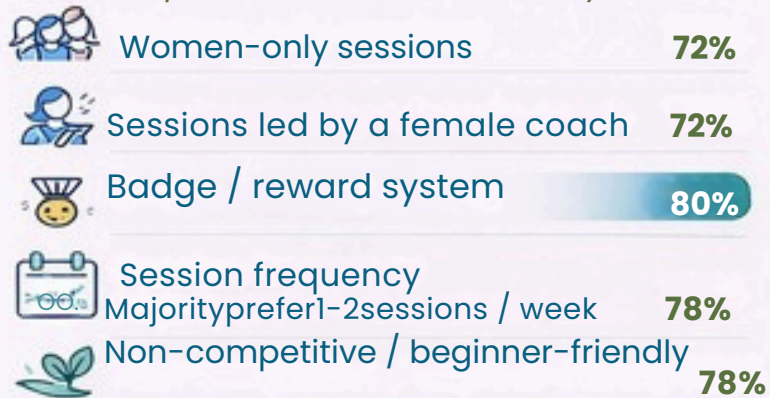 Women-only sessions 72%
Sessions led by a female coach 72%
Badge / reward system 80%
Session frequency
Majorityprefer1-2sessions / week 78%
Non-competitive / beginner-friendly
78%